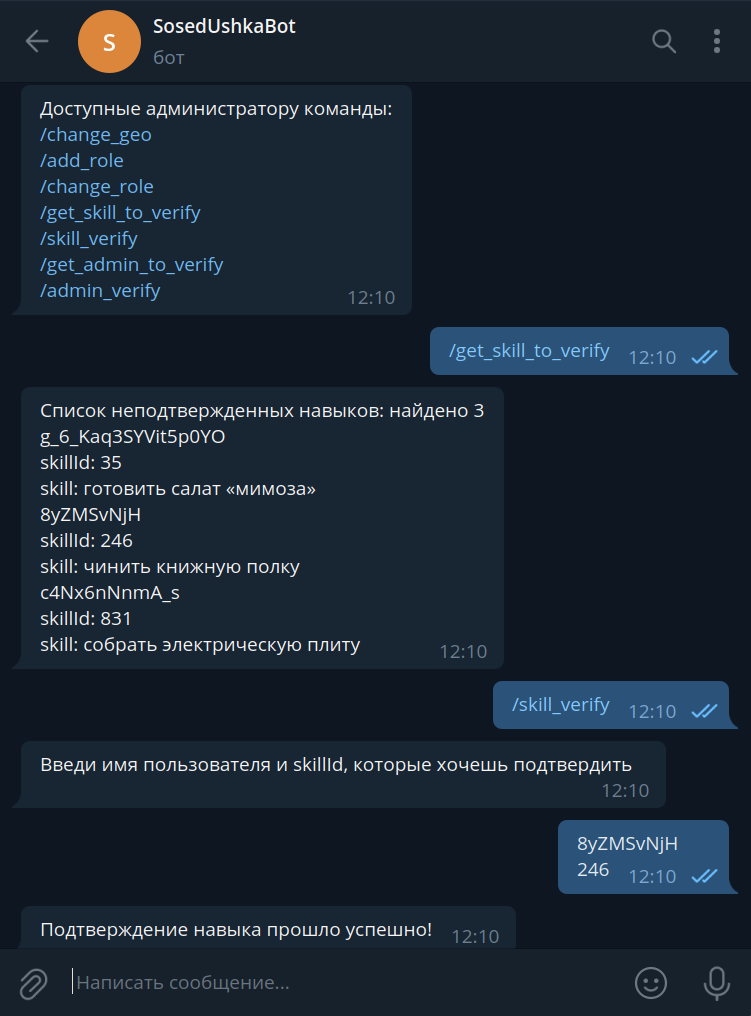 S
SosedUshkaBot
бот
Доступные администратору команды:
/change_geo
/add_role
/change_role
/get_skill_to_verify
/skill_verify
/get_admin_to_verify
/admin_verify
12:10
/get_skill_to_verify 12:10
Список неподтвержденных навыков: найдено 3
g_6_Kaq3SYVit5p0YO
skillId: 35
skill: готовить салат «мимоза»
8yZMSvNjH
skillId: 246
skill: чинить книжную полку
c4Nx6nNnmA_s
skillId: 831
skill: собрать электрическую плиту
12:10
/skill_verify 12:10
Введи имя пользователя и skillId, которые хочешь подтвердить
12:10
8yZMSvNjH
246 12:10
Подтверждение навыка прошло успешно! 12:10
Написать сообщение...